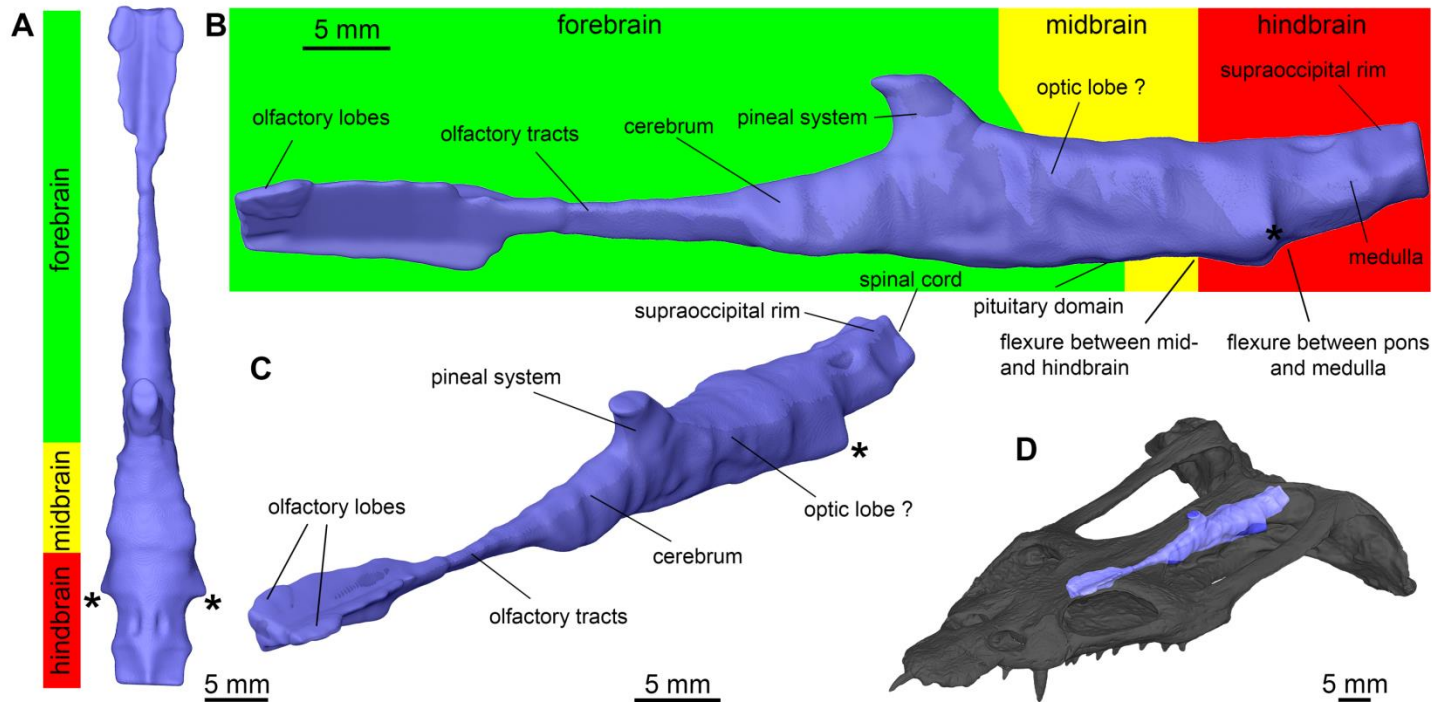 A
forebrain
midbrain
hindbrain
*
*
5 mm
B
5 mm
forebrain
midbrain
hindbrain
olfactory lobes
olfactory tracts
cerebrum
pineal system
optic lobe ?
supraoccipital rim
*
medulla
pituitary domain
flexure between mid-
and hindbrain
flexure between pons
and medulla
C
spinal cord
supraoccipital rim
pineal system
*
optic lobe ?
cerebrum
olfactory lobes
olfactory tracts
5 mm
D
5 mm